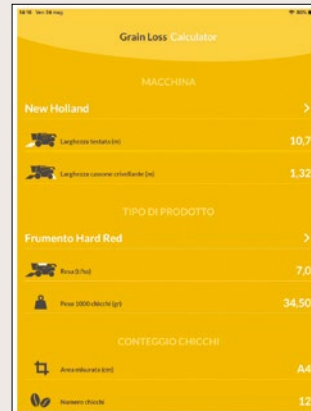 Grain Loss Calculator
MACCHINA
New Holland
Larghezza testata (m) 10,7
Larghezza cassone crivellante (m) 1,32
TIPO DI PRODOTTO
Frumento Hard Red
Resa (t/ha) 7,0
Peso 1000 chicchi (gr) 34,50
CONTEGGIO CHICCHI
Area misurata (cm) A4
Numero chicchi 12